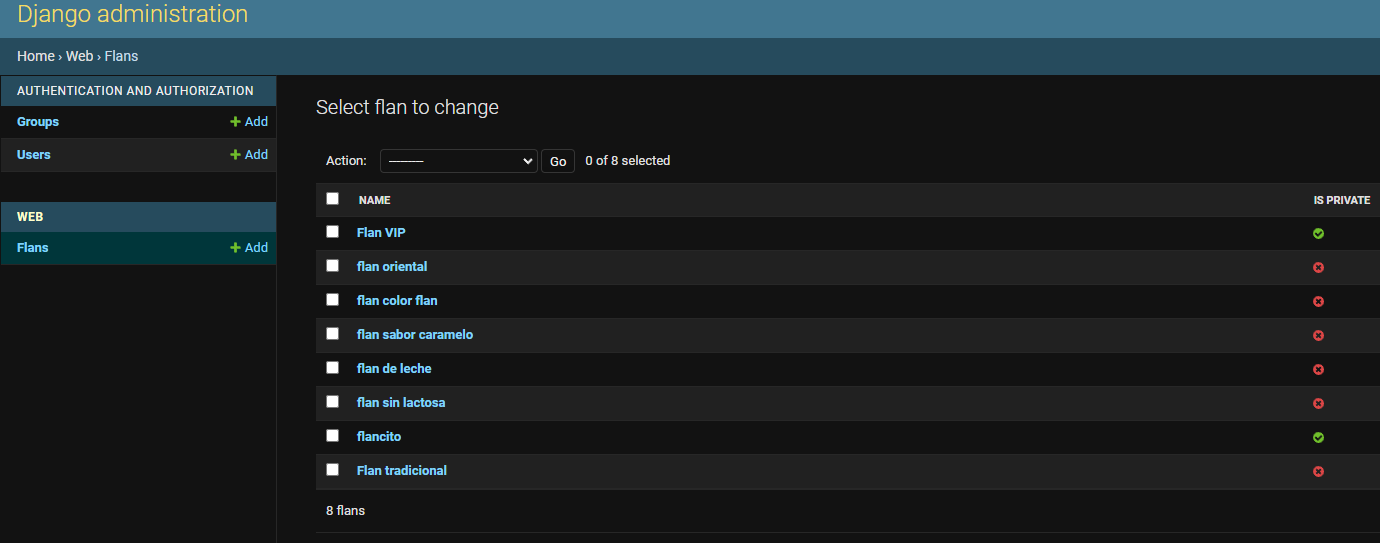 Django administration
Home › Web › Flans
AUTHENTICATION AND AUTHORIZATION
Groups + Add
Users + Add
WEB
Flans + Add
Select flan to change
Action: --------- Go 0 of 8 selected
NAME IS PRIVATE
Flan VIP
flan oriental
flan color flan
flan sabor caramelo
flan de leche
flan sin lactosa
flancito
Flan tradicional
8 flans